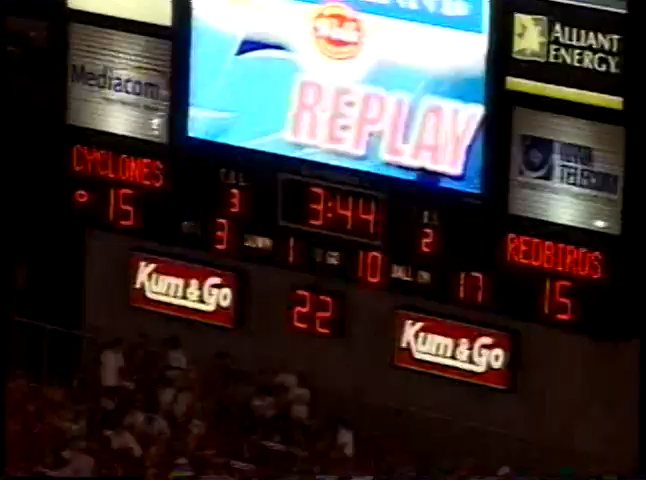 REPLAY
ALLIANT
ENERGY
Mediacom
TELECOM
CYCLONES
15
3
3:44
2
REDBIRDS
15
3
DOWN
1
TO GO
10
BALL ON
17
22
Kum & Go
Kum & Go